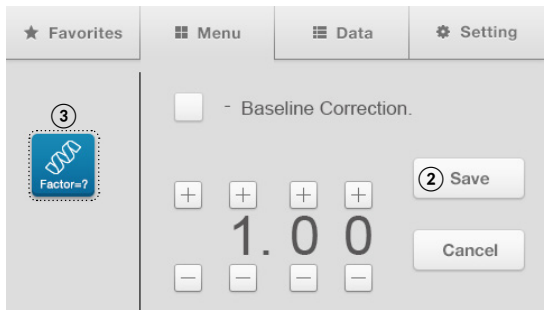 Favorites
Menu
Data
Setting
3
Factor=?
- Baseline Correction.
2 Save
1.00
Cancel